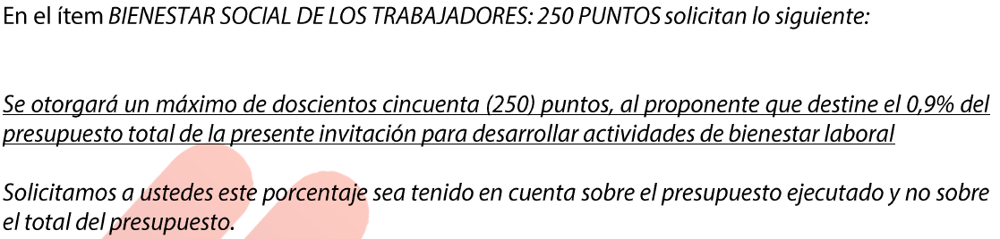 En el ítem BIENESTAR SOCIAL DE LOS TRABAJADORES: 250 PUNTOS solicitan lo siguiente:
Se otorgará un máximo de doscientos cincuenta (250) puntos, al proponente que destine el 0,9% del
presupuesto total de la presente invitación para desarrollar actividades de bienestar laboral
Solicitamos a ustedes este porcentaje sea tenido en cuenta sobre el presupuesto ejecutado y no sobre
el total del presupuesto.